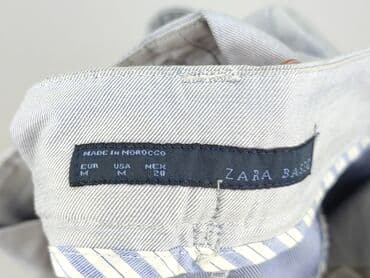 MADE IN MOROCCO
EUR USA MEX
M M 28
ZARA BASIC